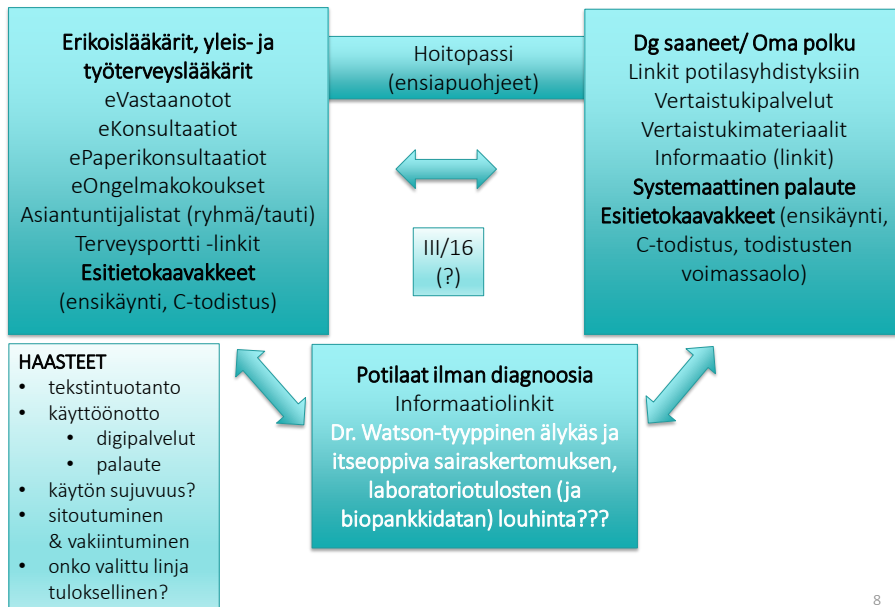 Erikoislääkärit, yleis- ja
työterveyslääkärit
eVastaanotot
eKonsultaatiot
ePaperikonsultaatiot
eOngelmakokoukset
Asiantuntijalistat (ryhmä/tauti)
Terveysportti -linkit
Esitietokaavakkeet
(ensikäynti, C-todistus)
Hoitopassi
(ensiapuohjeet)
Dg saaneet/ Oma polku
Linkit potilasyhdistyksiin
Vertaistukipalvelut
Vertaistukimateriaalit
Informaatio (linkit)
Systemaattinen palaute
Esitietokaavakkeet (ensikäynti,
C-todistus, todistusten
voimassaolo)
III/16
(?)
HAASTEET
• tekstintuotanto
• käyttöönotto
• digipalvelut
• palaute
• käytön sujuvuus?
• sitoutuminen
& vakiintuminen
• onko valittu linja
tuloksellinen?
Potilaat ilman diagnoosia
Informaatiolinkit
Dr. Watson-tyyppinen älykäs ja
itseoppiva sairaskertomuksen,
laboratoriotulosten (ja
biopankkidatan) louhinta???
8